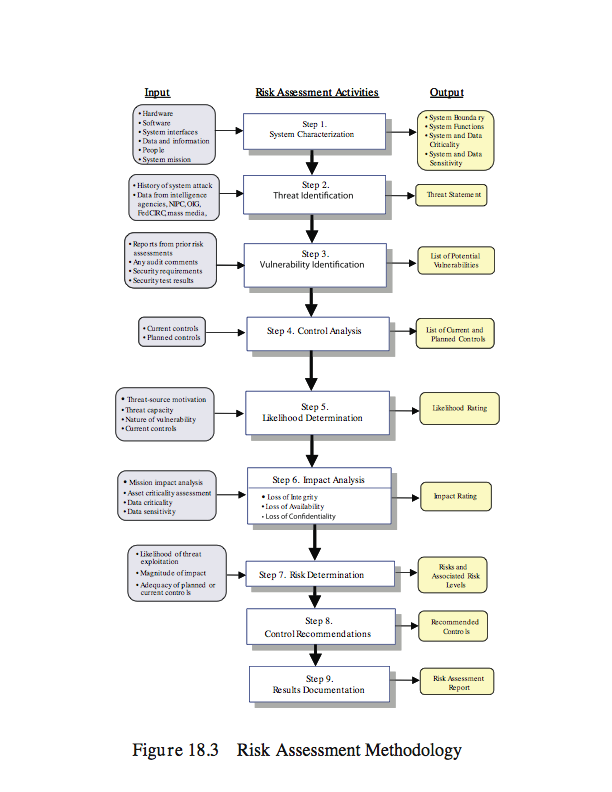 Input
Risk Assessment Activities
Output
• Hardware
• Software
• System interfaces
• Data and information
• People
• System mission
Step 1.
System Characterization
• System Boundary
• System Functions
• System and Data
Criticality
• System and Data
Sensitivity
• History of system attack
• Data from intelligence
agencies, NIPC, OIG,
FedCIRC, mass media,
Step 2.
Threat Identification
Threat Statement
• Reports from prior risk
assessments
• Any audit comments
• Security requirements
• Security test results
Step 3.
Vulnerability Identification
List of Potential
Vulnerabilities
• Current controls
• Planned controls
Step 4. Control Analysis
List of Current and
Planned Controls
• Threat-source motivation
• Threat capacity
• Nature of vulnerability
• Current controls
Step 5.
Likelihood Determination
Likelihood Rating
• Mission impact analysis
• Asset criticality assessment
• Data criticality
• Data sensitivity
Step 6. Impact Analysis
• Loss of Integrity
• Loss of Availability
• Loss of Confidentiality
Impact Rating
• Likelihood of threat
exploitation
• Magnitude of impact
• Adequacy of planned or
current controls
Step 7. Risk Determination
Risks and
Associated Risk
Levels
Step 8.
Control Recommendations
Recommended
Controls
Step 9.
Results Documentation
Risk Assessment
Report
Figure 18.3 Risk Assessment Methodology